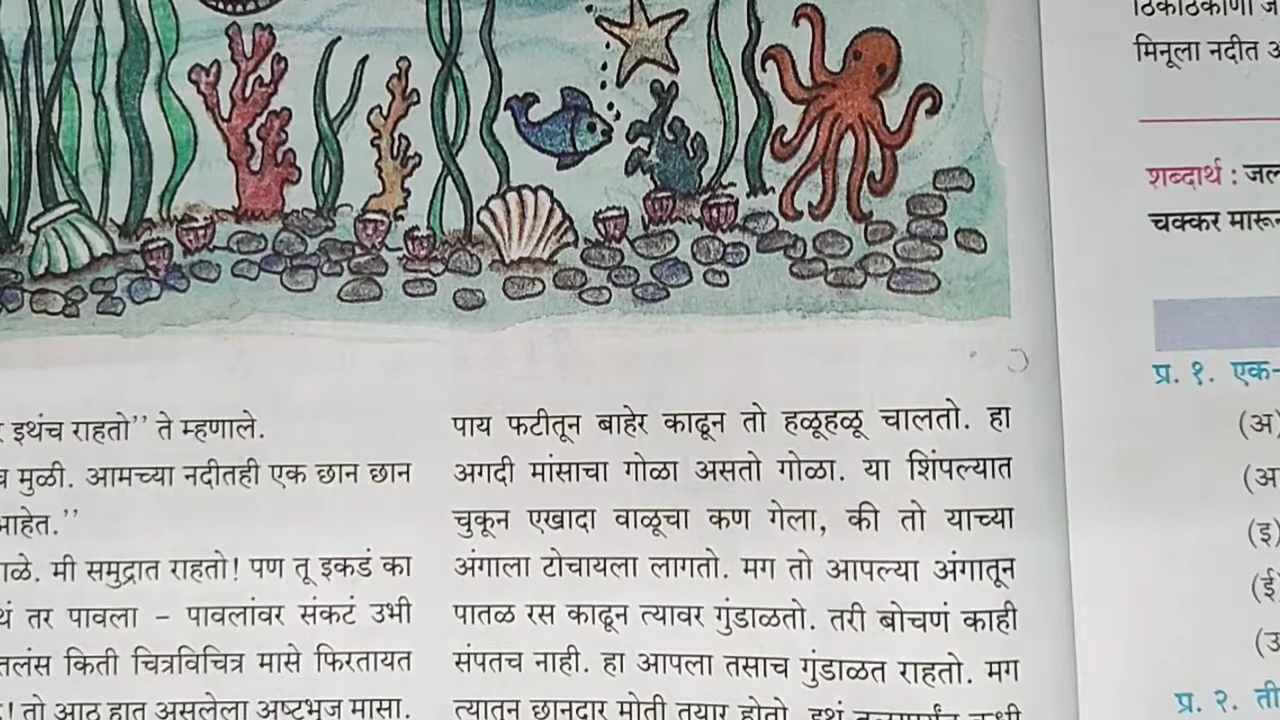 इथंच राहतो’’ ते म्हणाले.
मुळी. आमच्या नदीतही एक छान छान
आहेत.’’
मी समुद्रात राहतो! पण तू इकडं का
तर पावला – पावलांवर संकटं उभी
किती चित्रविचित्र मासे फिरतायत
! तो आठ हात असलेला अष्टभुज मासा.
पाय फटीतून बाहेर काढून तो हळूहळू चालतो. हा
अगदी मांसाचा गोळा असतो गोळा. या शिंपल्यात
चुकून एखादा वाळूचा कण गेला, की तो याच्या
अंगाला टोचायला लागतो. मग तो आपल्या अंगातून
पातळ रस काढून त्यावर गुंडाळतो. तरी बोचणं काही
संपतच नाही. हा आपला तसाच गुंडाळत राहतो. मग
त्यातून छानदार मोती तयार होतो. इथं
मिनूला नदीत
शब्दार्थ :
चक्कर
प्र. १. एक-
(अ)
(इ)
प्र. २.